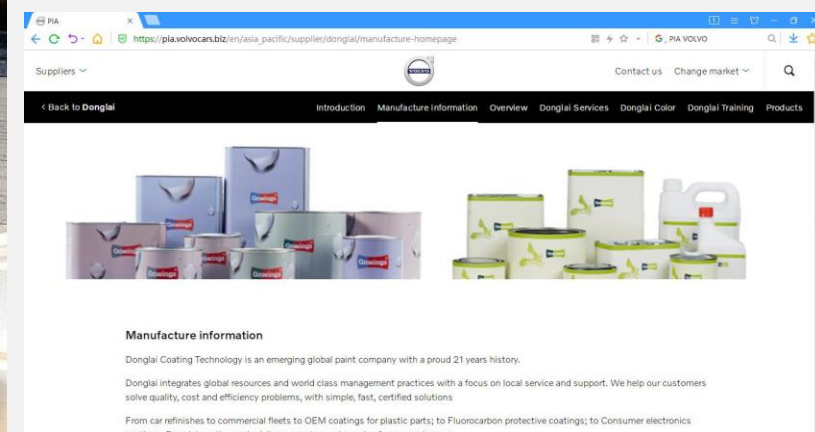 PIA
https://pia.volvocars.biz/en/asia_pacific/supplier/donglai/manufacture-homepage
PIA VOLVO
Suppliers
VOLVO
Contact us Change market
< Back to Donglai
Introduction Manufacture information Overview Donglai Services Donglai Color Donglai Training Products
Onwings
Onwings
Onwings
Manufacture information
Donglai Coating Technology is an emerging global paint company with a proud 21 years history.
Donglai integrates global resources and world class management practices with a focus on local service and support. We help our customers
solve quality, cost and efficiency problems, with simple, fast, certified solutions
From car refinishes to commercial fleets to OEM coatings for plastic parts; to Fluorocarbon protective coatings; to Consumer electronics